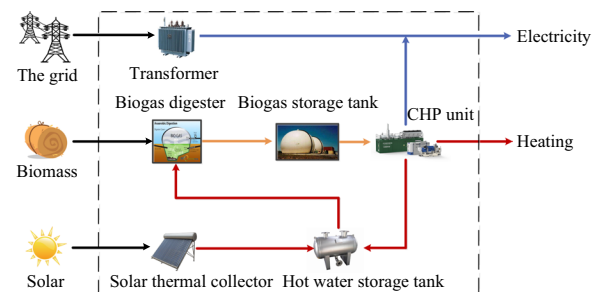 Electricity
The grid
Transformer
Biogas digester
Biogas storage tank
CHP unit
Heating
Biomass
Solar
Solar thermal collector
Hot water storage tank